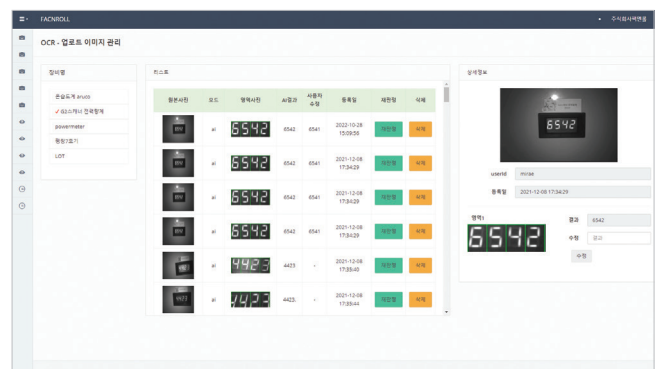 FACNROLL
주식회사팩앤롤
OCR - 업로드 이미지 관리
장비명
온습도계 aruco
✓ G2스캐너 전력량계
powermeter
LOT
리스트
원본사진 모드 영역사진 AI결과 사용자 수정 등록일 재판정 삭제
ai 6542 6542 6541 2022-10-28 15:09:56 재판정 삭제
ai 6542 6542 6541 2021-12-08 17:34:29 재판정 삭제
ai 6542 6542 6541 2021-12-08 17:34:29 재판정 삭제
ai 6542 6542 6541 2021-12-08 17:34:29 재판정 삭제
ai 4423 4423 - 2021-12-08 17:35:40 재판정 삭제
ai 4423 4423. - 2021-12-08 17:35:44 재판정 삭제
상세정보
6542
userId mirae
등록일 2021-12-08 17:34:29
영역1
6542
결과 6542
수정 결과
수정